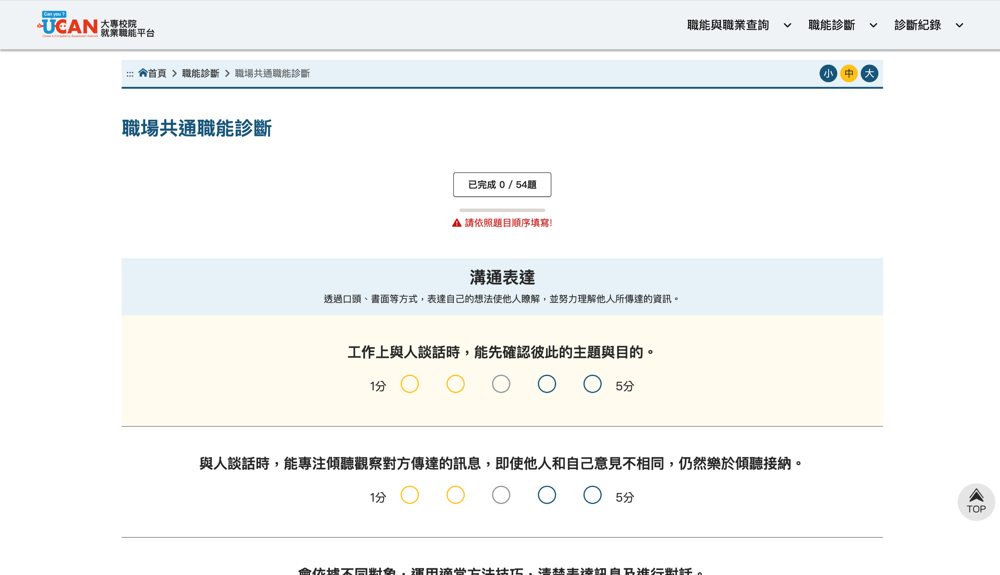 Can you ?
UCAN
Career & Competency Assessment Network
大專校院
就業職能平台
職能與職業查詢
職能診斷
診斷紀錄
首頁 > 職能診斷 > 職場共通職能診斷
小 中 大
職場共通職能診斷
已完成 0 / 54題
請依照題目順序填寫!
溝通表達
透過口頭、書面等方式，表達自己的想法使他人瞭解，並努力理解他人所傳達的資訊。
工作上與人談話時，能先確認彼此的主題與目的。
1分 5分
與人談話時，能專注傾聽觀察對方傳達的訊息，即使他人和自己意見不相同，仍然樂於傾聽接納。
1分 5分
TOP
會依據不同對象，運用適當方法技巧，清楚表達訊息及進行對話。